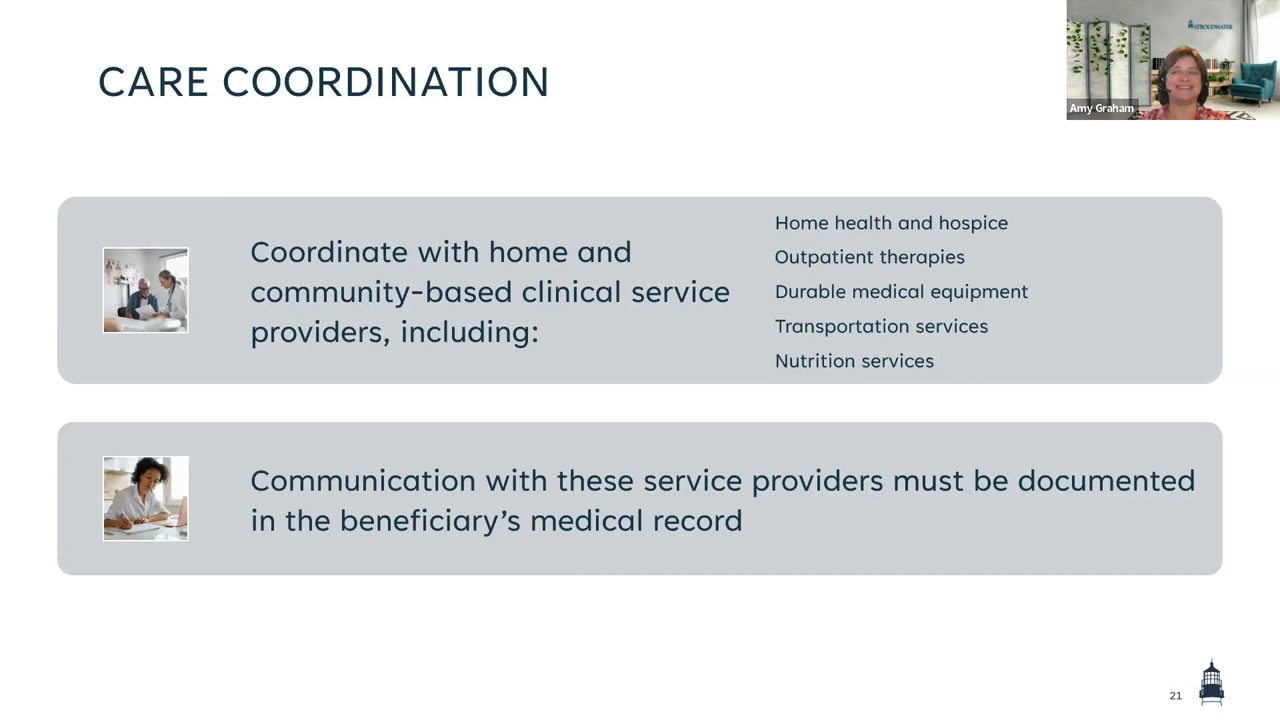 STROUDWATER
Amy Graham
CARE COORDINATION
Coordinate with home and
community-based clinical service
providers, including:
Home health and hospice
Outpatient therapies
Durable medical equipment
Transportation services
Nutrition services
Communication with these service providers must be documented
in the beneficiary’s medical record
21